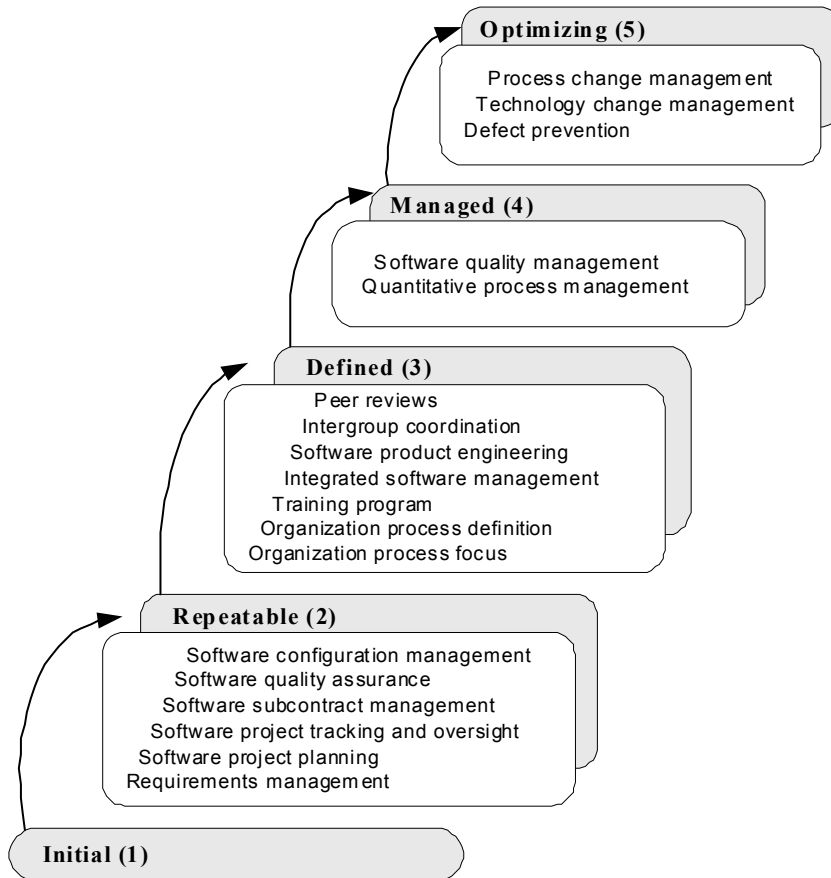 Optimizing (5)
Process change management
Technology change management
Defect prevention
Managed (4)
Software quality management
Quantitative process management
Defined (3)
Peer reviews
Intergroup coordination
Software product engineering
Integrated software management
Training program
Organization process definition
Organization process focus
Repeatable (2)
Software configuration management
Software quality assurance
Software subcontract management
Software project tracking and oversight
Software project planning
Requirements management
Initial (1)